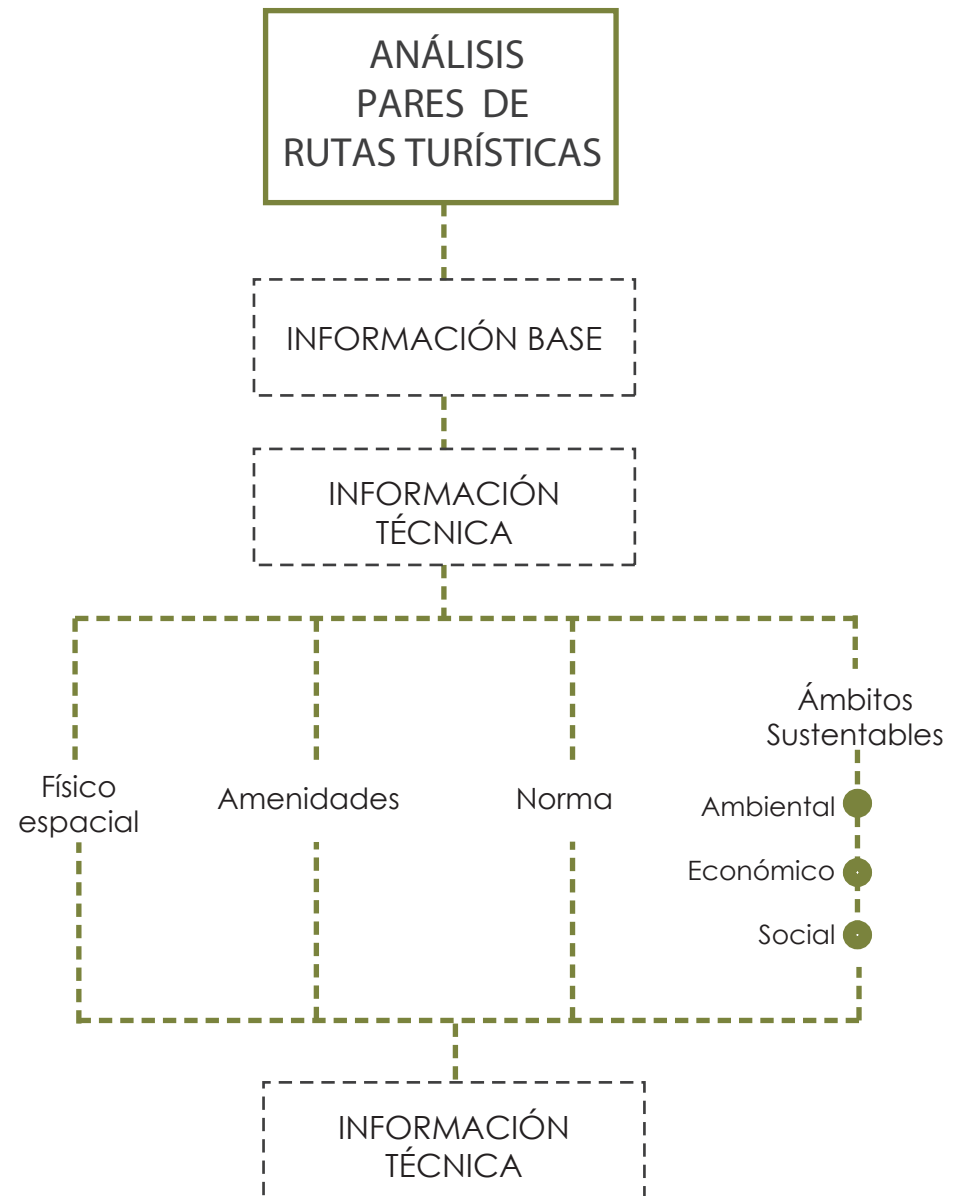 ANÁLISIS
PARES DE
RUTAS TURÍSTICAS
INFORMACIÓN BASE
INFORMACIÓN
TÉCNICA
Físico
espacial
Amenidades
Norma
Ámbitos
Sustentables
Ambiental
Económico
Social
INFORMACIÓN
TÉCNICA